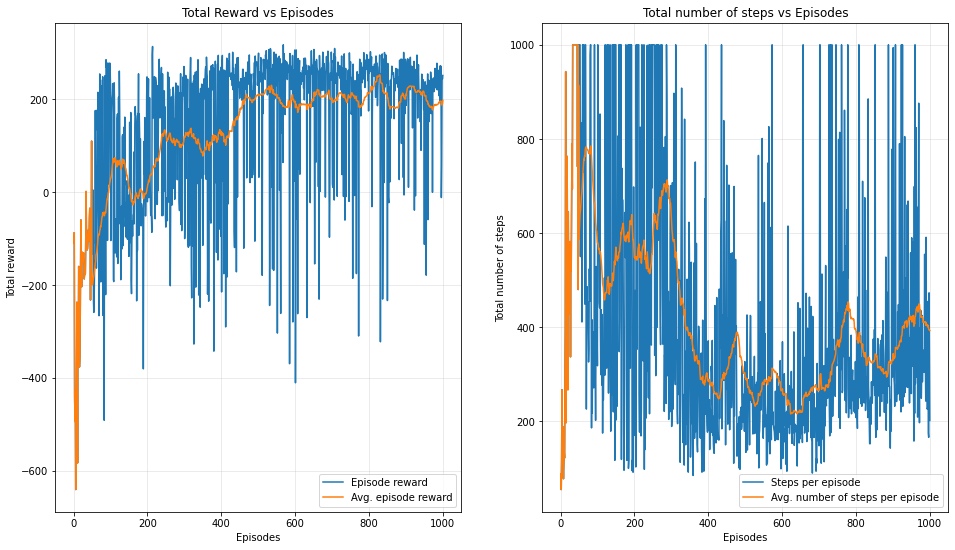 Total Reward vs Episodes
Total reward
200
0
−200
−400
−600
0
200
400
600
800
1000
Episodes
Episode reward
Avg. episode reward
Total number of steps vs Episodes
Total number of steps
1000
800
600
400
200
0
200
400
600
800
1000
Episodes
Steps per episode
Avg. number of steps per episode